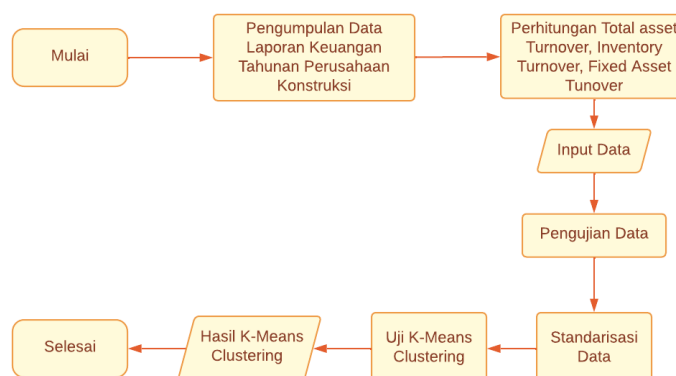 Mulai
Pengumpulan Data
Laporan Keuangan
Tahunan Perusahaan
Konstruksi
Perhitungan Total asset
Turnover, Inventory
Turnover, Fixed Asset
Tunover
Input Data
Pengujian Data
Standarisasi
Data
Uji K-Means
Clustering
Hasil K-Means
Clustering
Selesai